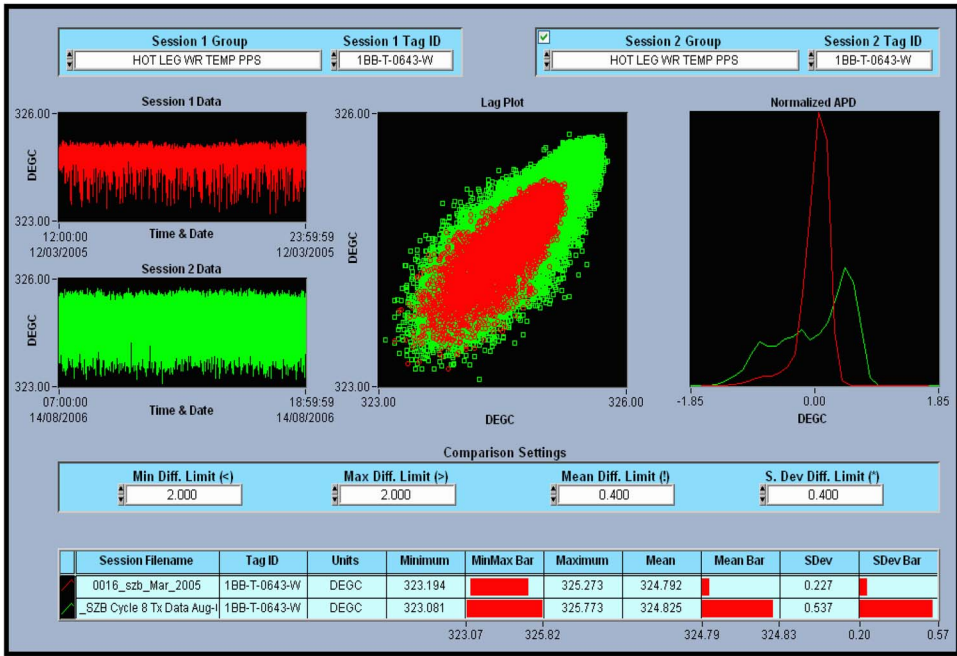 Session 1 Group
Session 1 Tag ID
HOT LEG WR TEMP PPS
1BB-T-0643-W
Session 2 Group
Session 2 Tag ID
HOT LEG WR TEMP PPS
1BB-T-0643-W
Session 1 Data
326.00
DEGC
323.00
12:00:00
12/03/2005
Time & Date
23:59:59
12/03/2005
Session 2 Data
326.00
DEGC
323.00
07:00:00
14/08/2006
Time & Date
18:59:59
14/08/2006
Lag Plot
326.00
DEGC
323.00
323.00
326.00
DEGC
Normalized APD
-1.85
0.00
1.85
DEGC
Comparison Settings
Min Diff. Limit (<)
Max Diff. Limit (>)
Mean Diff. Limit (!)
S. Dev Diff. Limit (*)
2.000
2.000
0.400
0.400
Session Filename Tag ID Units Minimum MinMax Bar Maximum Mean Mean Bar SDev SDev Bar
0016_szb_Mar_2005 1BB-T-0643-W DEGC 323.194 325.273 324.792 0.227
_SZB Cycle 8 Tx Data Aug- 1BB-T-0643-W DEGC 323.081 325.773 324.825 0.537
323.07 325.82 324.79 324.83 0.20 0.57